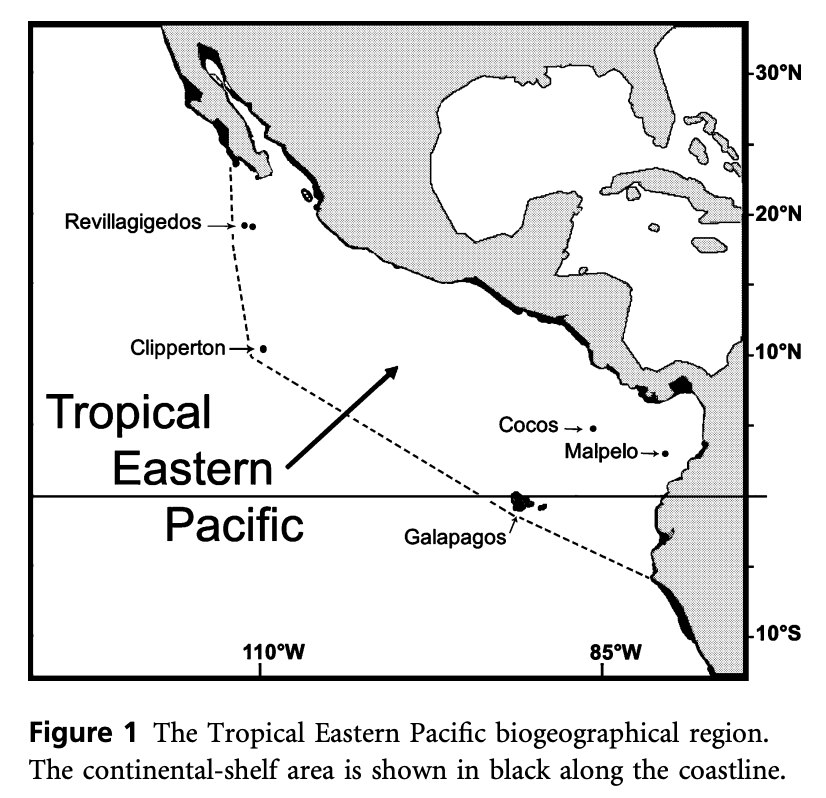 30°N
20°N
Revillagigedos
10°N
Clipperton
Tropical
Eastern
Pacific
Cocos
Malpelo
Galapagos
10°S
110°W
85°W
Figure 1 The Tropical Eastern Pacific biogeographical region.
The continental-shelf area is shown in black along the coastline.